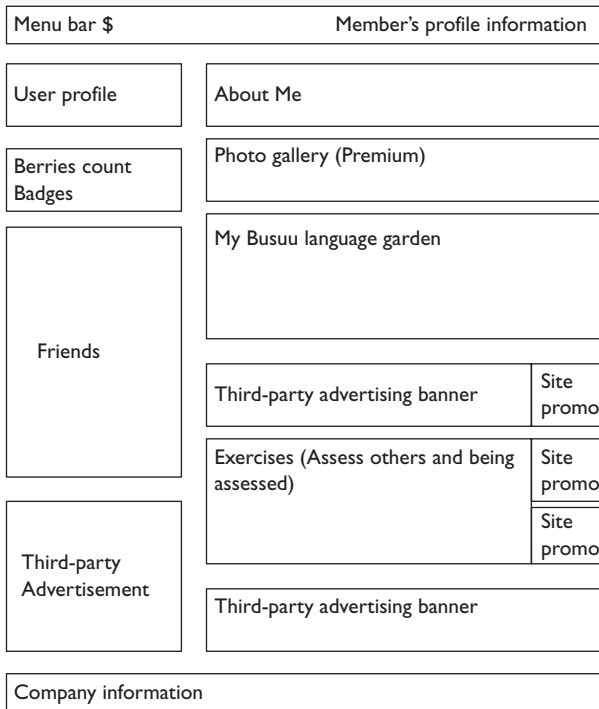 Menu bar $
Member’s profile information
User profile
About Me
Berries count
Badges
Photo gallery (Premium)
My Busuu language garden
Friends
Third-party advertising banner
Site
promo
Exercises (Assess others and being
assessed)
Site
promo
Site
promo
Third-party
Advertisement
Third-party advertising banner
Company information